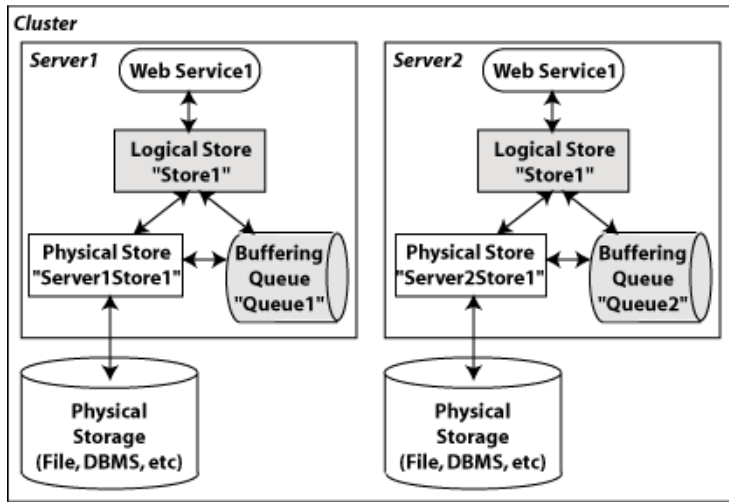 Cluster
Server1
Web Service1
Logical Store
"Store1"
Physical Store
"Server1Store1"
Buffering
Queue
"Queue1"
Physical
Storage
(File, DBMS, etc)
Server2
Web Service1
Logical Store
"Store1"
Physical Store
"Server2Store1"
Buffering
Queue
"Queue2"
Physical
Storage
(File, DBMS, etc)